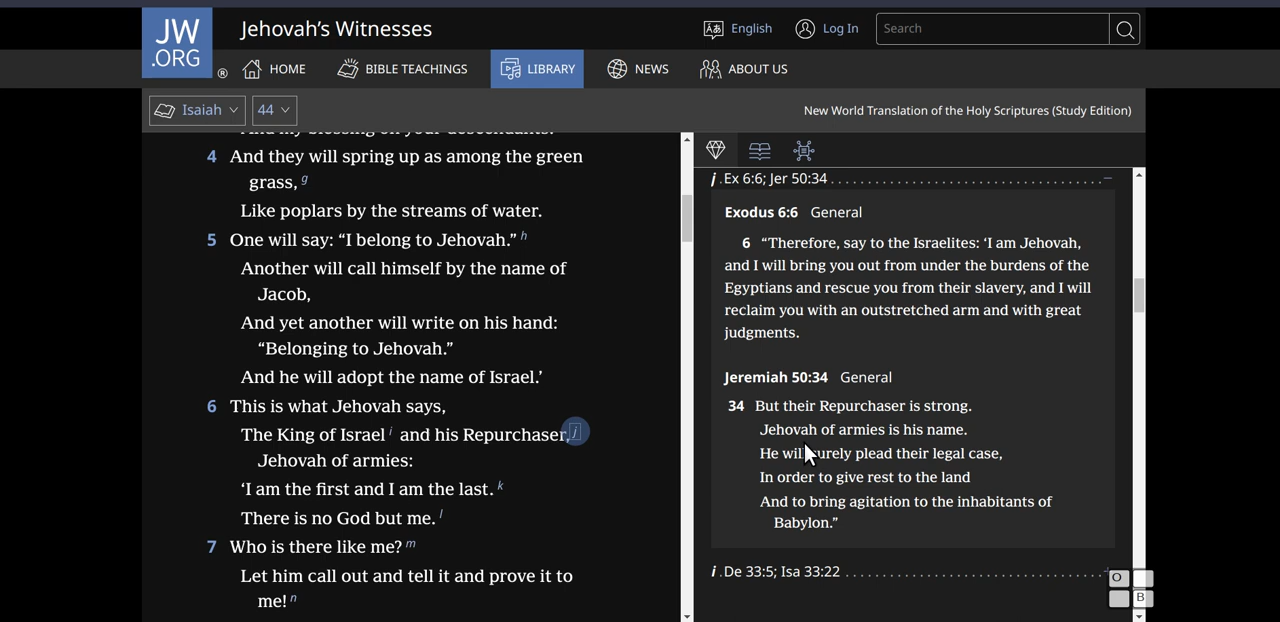 JW
.ORG
®
Jehovah's Witnesses
English
Log In
Search
HOME
BIBLE TEACHINGS
LIBRARY
NEWS
ABOUT US
Isaiah
44
New World Translation of the Holy Scriptures (Study Edition)
And my blessing on your descendants.
4 And they will spring up as among the green
grass, g
Like poplars by the streams of water.
5 One will say: “I belong to Jehovah.” h
Another will call himself by the name of
Jacob,
And yet another will write on his hand:
“Belonging to Jehovah.”
And he will adopt the name of Israel.’
6 This is what Jehovah says,
The King of Israel i and his Repurchaser, j
Jehovah of armies:
‘I am the first and I am the last. k
There is no God but me. l
7 Who is there like me? m
Let him call out and tell it and prove it to
me! n
j .Ex 6:6; Jer 50:34 – 
Exodus 6:6 General
6 “Therefore, say to the Israelites: ‘I am Jehovah,
and I will bring you out from under the burdens of the
Egyptians and rescue you from their slavery, and I will
reclaim you with an outstretched arm and with great
judgments.
Jeremiah 50:34 General
34 But their Repurchaser is strong.
Jehovah of armies is his name.
He will surely plead their legal case,
In order to give rest to the land
And to bring agitation to the inhabitants of
Babylon.”
i .De 33:5; Isa 33:22
O
B